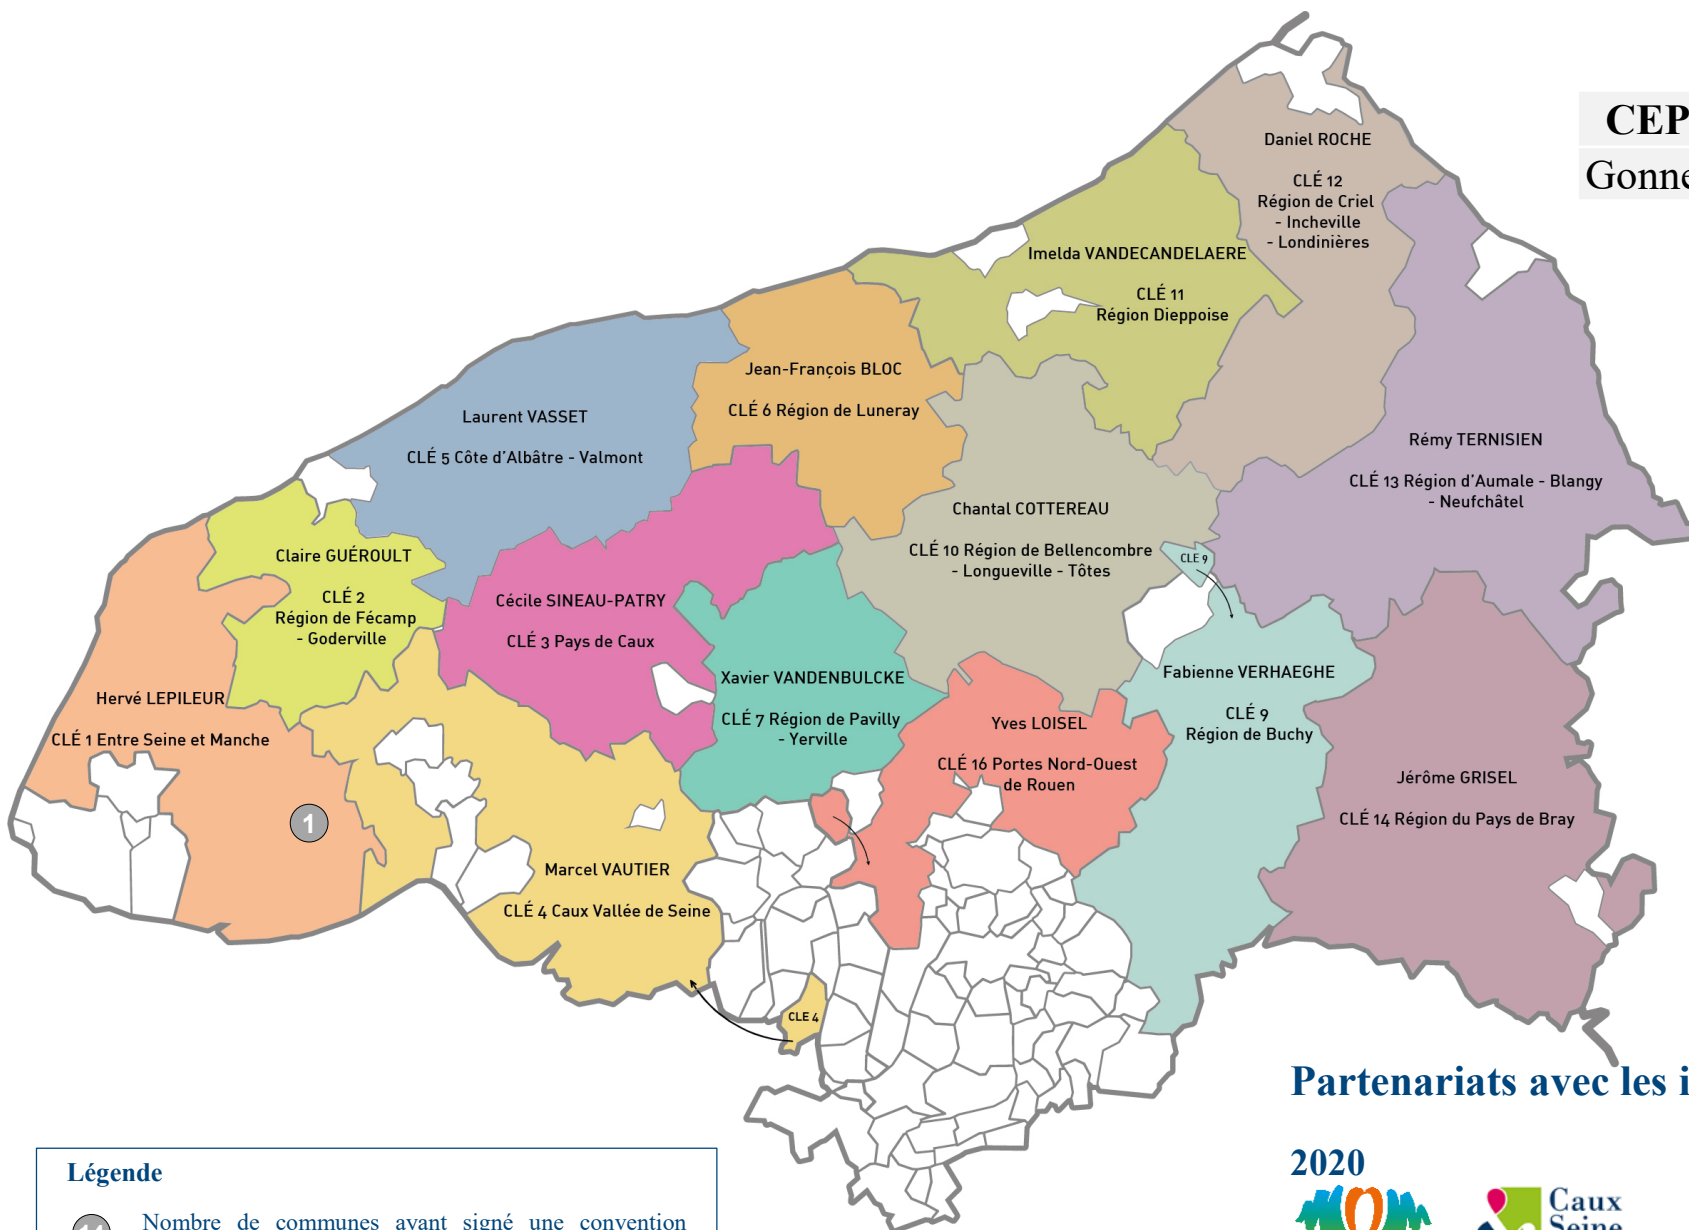 CEP
Gonne
Daniel ROCHE
CLÉ 12
Région de Criel
- Incheville
- Londinières
Imelda VANDECANDELAERE
CLÉ 11
Région Dieppoise
Jean-François BLOC
CLÉ 6 Région de Luneray
Laurent VASSET
CLÉ 5 Côte d'Albâtre - Valmont
Rémy TERNISIEN
CLÉ 13 Région d'Aumale - Blangy
- Neufchâtel
Chantal COTTEREAU
CLÉ 10 Région de Bellencombre
- Longueville - Tôtes
CLE 9
Claire GUÉROULT
CLÉ 2
Région de Fécamp
- Goderville
Cécile SINEAU-PATRY
CLÉ 3 Pays de Caux
Xavier VANDENBULCKE
CLÉ 7 Région de Pavilly
- Yerville
Fabienne VERHAEGHE
CLÉ 9
Région de Buchy
Hervé LEPILEUR
CLÉ 1 Entre Seine et Manche
1
Yves LOISEL
CLÉ 16 Portes Nord-Ouest
de Rouen
Jérôme GRISEL
CLÉ 14 Région du Pays de Bray
Marcel VAUTIER
CLÉ 4 Caux Vallée de Seine
CLE 4
Partenariats avec les i
2020
Caux
Seine
Légende
11 Nombre de communes ayant signé une convention